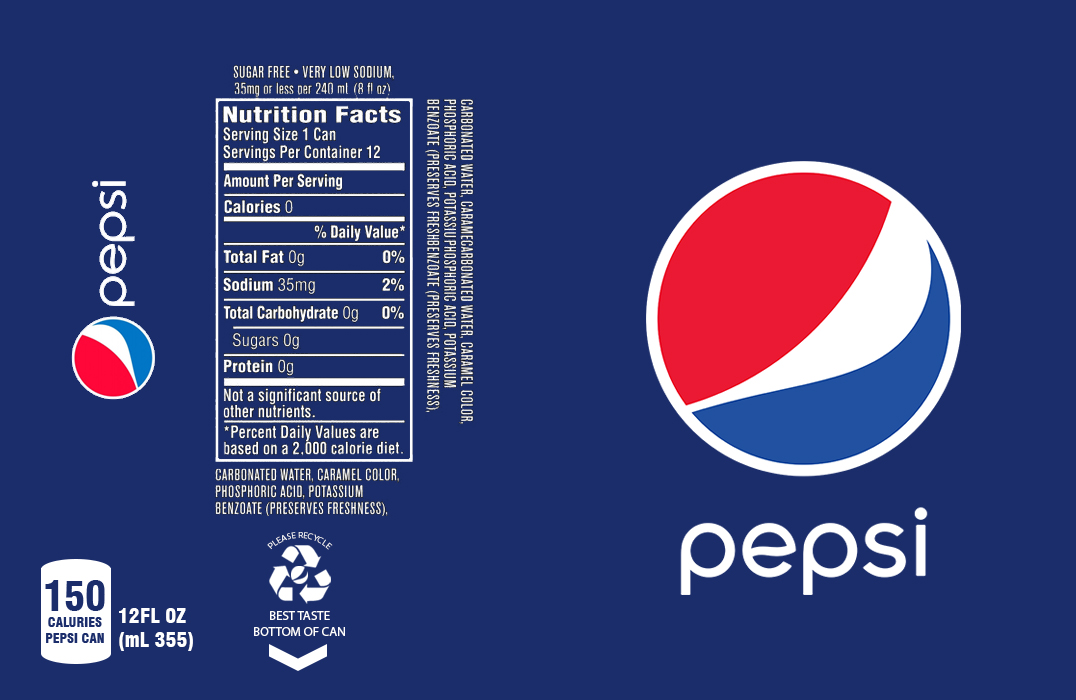 SUGAR FREE • VERY LOW SODIUM,
35mg or less per 240 mL (8 fl oz)
Nutrition Facts
Serving Size 1 Can
Servings Per Container 12
Amount Per Serving
Calories 0
% Daily Value*
Total Fat 0g 0%
Sodium 35mg 2%
Total Carbohydrate 0g 0%
Sugars 0g
Protein 0g
Not a significant source of
other nutrients.
*Percent Daily Values are
based on a 2,000 calorie diet.
CARBONATED WATER, CARAMEL COLOR,
PHOSPHORIC ACID, POTASSIUM
BENZOATE (PRESERVES FRESHNESS),
CARBONATED WATER, CARAMECARBONATED WATER, CARAMEL COLOR,
PHOSPHORIC ACID, POTASSIUPHOSPHORIC ACID, POTASSIUM
BENZOATE (PRESERVES FRESHBENZOATE (PRESERVES FRESHNESS),
pepsi
150
CALURIES
PEPSI CAN
12FL OZ
(mL 355)
PLEASE RECYCLE
BEST TASTE
BOTTOM OF CAN
pepsi